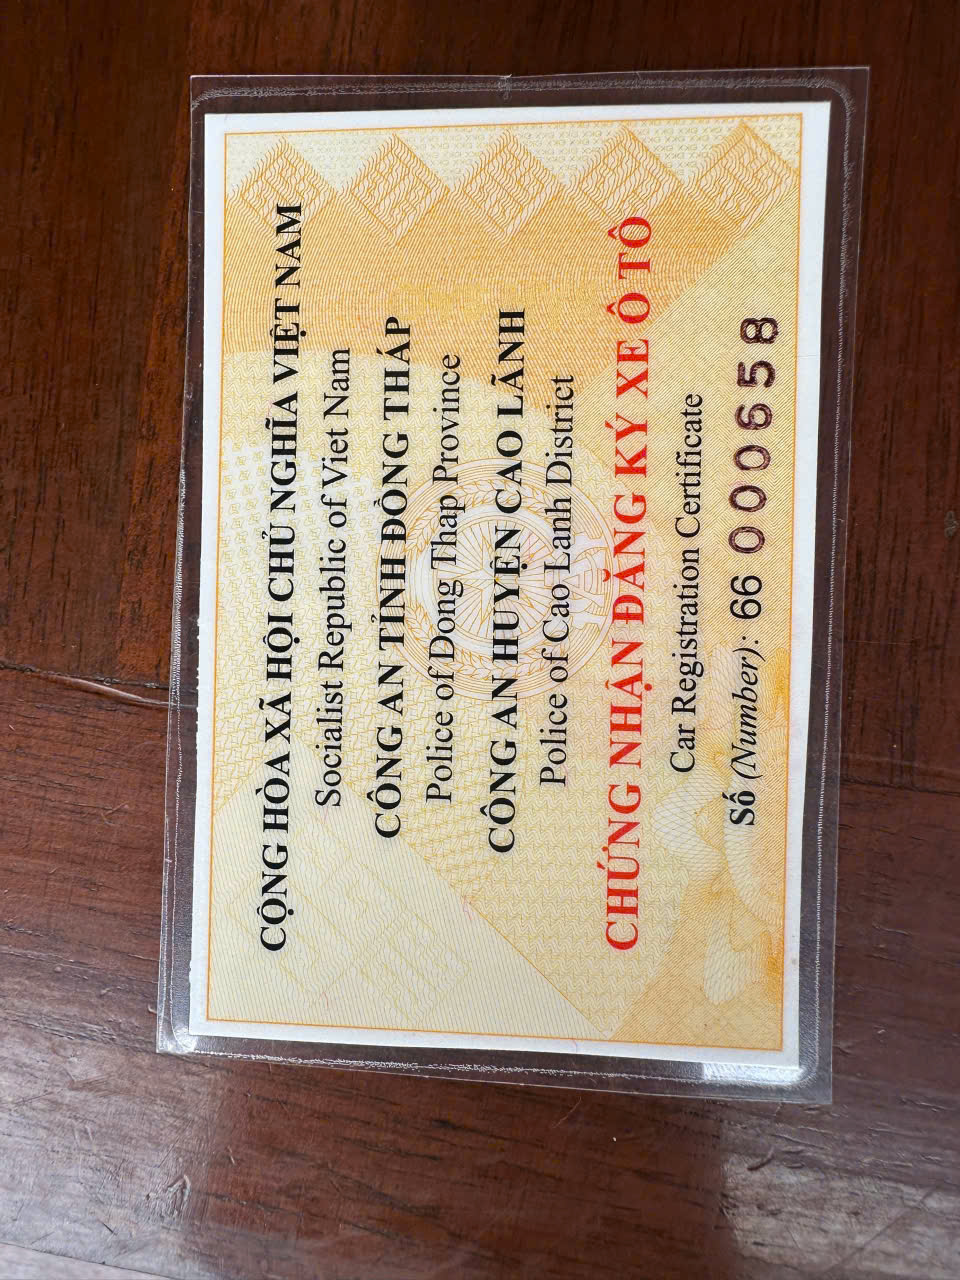 CỘNG HÒA XÃ HỘI CHỦ NGHĨA VIỆT NAM
Socialist Republic of Viet Nam
CÔNG AN TỈNH ĐỒNG THÁP
Police of Dong Thap Province
CÔNG AN HUYỆN CAO LÃNH
Police of Cao Lanh District
CHỨNG NHẬN ĐĂNG KÝ XE Ô TÔ
Car Registration Certificate
Số (Number): 66 000658